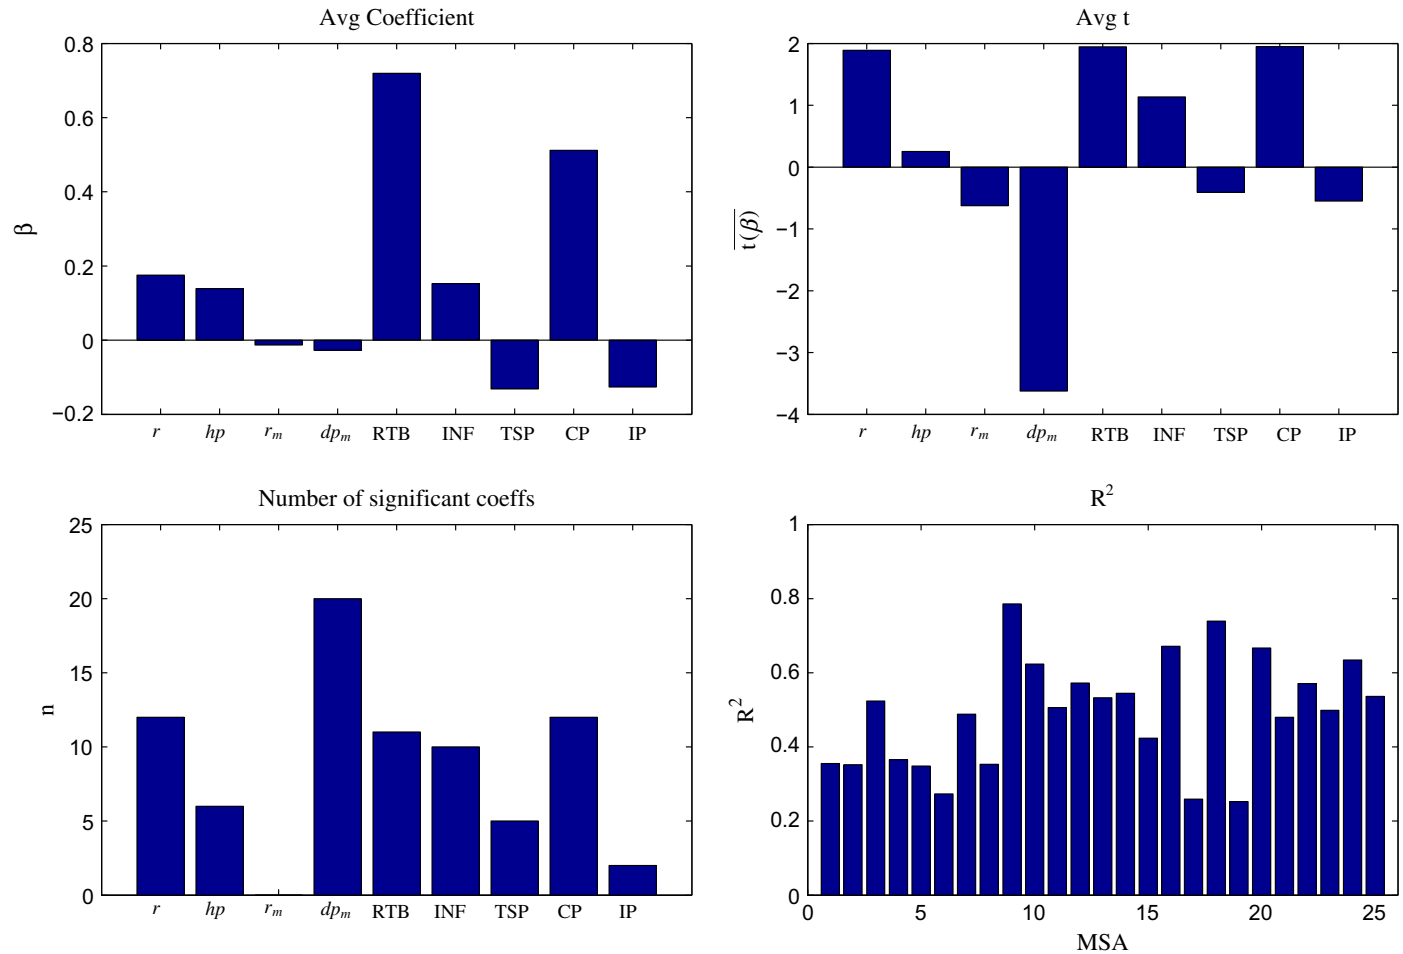 Avg Coefficient
0.8
0.6
0.4
0.2
0
−0.2
β
r hp r_m dp_m RTB INF TSP CP IP
Avg t
2
1
0
−1
−2
−3
−4
t(β)
r hp r_m dp_m RTB INF TSP CP IP
Number of significant coeffs
25
20
15
10
5
0
n
r hp r_m dp_m RTB INF TSP CP IP
R²
1
0.8
0.6
0.4
0.2
0
R²
0 5 10 15 20 25
MSA